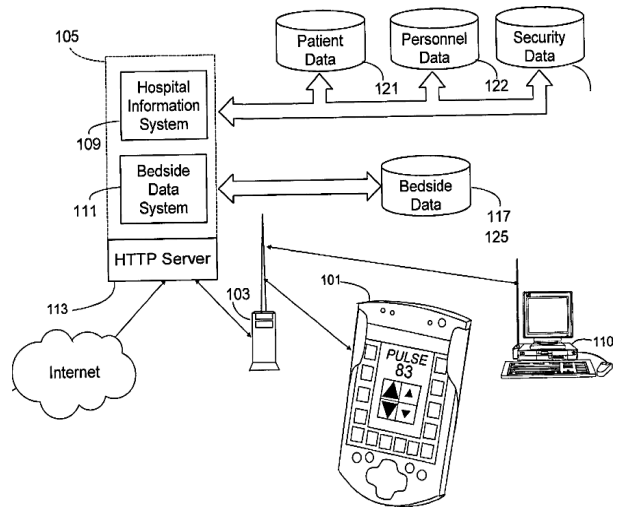 105
Patient
Data
121
Personnel
Data
122
Security
Data
Hospital
Information
System
109
Bedside
Data
System
111
Bedside
Data
117
125
HTTP Server
113
103
101
110
Internet
PULSE
83